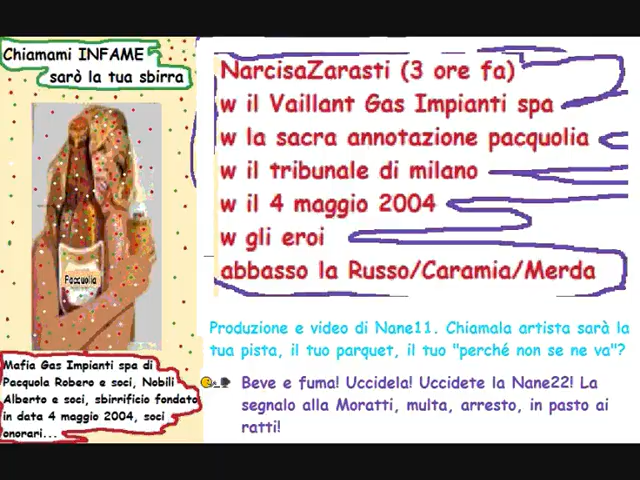 Chiamami INFAME
sarò la tua sbirra
Paccuolia
Mafia Gas Impianti spa di
Pacquola Robero e soci, Nobili
Alberto e soci, sbirrificio fondato
in data 4 maggio 2004, soci
onorari...
NarcisaZarasti (3 ore fa)
w il Vaillant Gas Impianti spa
w la sacra annotazione pacquolia
w il tribunale di milano
w il 4 maggio 2004
w gli eroi
abbasso la Russo/Caramia/Merda
Produzione e video di Nane11. Chiamala artista sarà la
tua pista, il tuo parquet, il tuo "perché non se ne va"?
Beve e fuma! Uccidela! Uccidete la Nane22! La
segnalo alla Moratti, multa, arresto, in pasto ai
ratti!